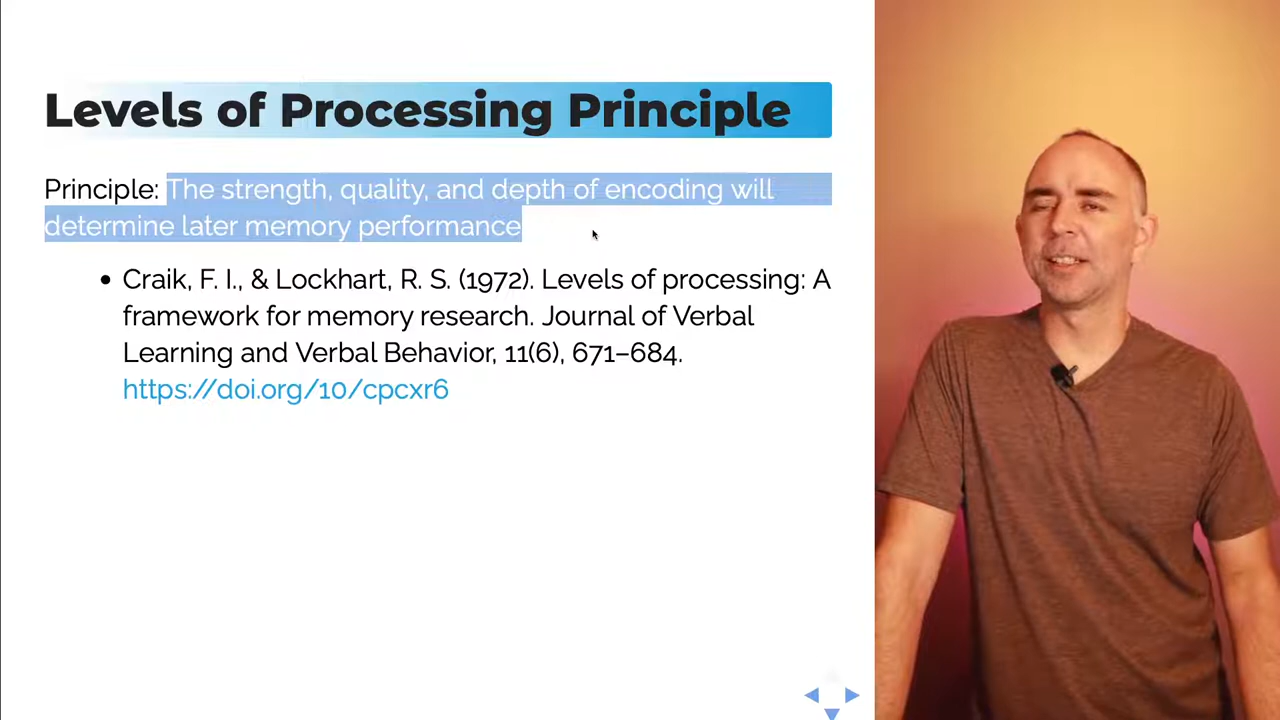 Levels of Processing Principle
Principle: The strength, quality, and depth of encoding will
determine later memory performance
• Craik, F. I., & Lockhart, R. S. (1972). Levels of processing: A
framework for memory research. Journal of Verbal
Learning and Verbal Behavior, 11(6), 671–684.
https://doi.org/10/cpcxr6